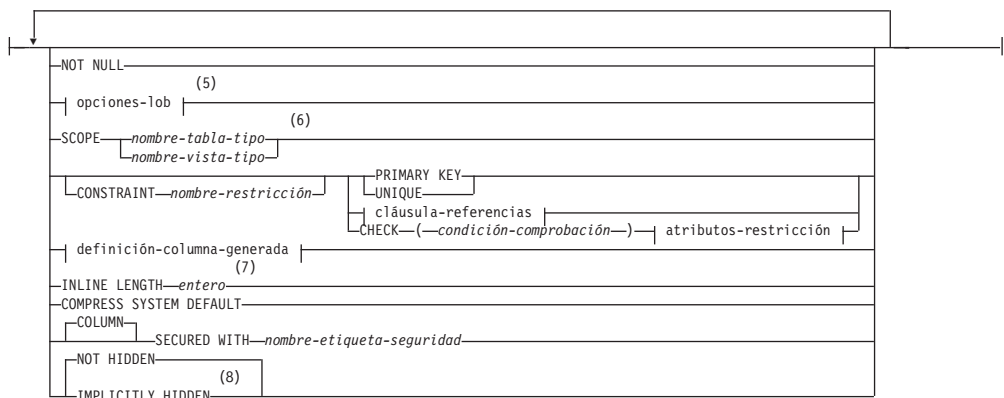 NOT NULL
(5)
opciones-lob
(6)
SCOPE nombre-tabla-tipo
nombre-vista-tipo
PRIMARY KEY
CONSTRAINT nombre-restricción UNIQUE
cláusula-referencias
CHECK ( condición-comprobación ) atributos-restricción
definición-columna-generada
(7)
INLINE LENGTH entero
COMPRESS SYSTEM DEFAULT
COLUMN
SECURED WITH nombre-etiqueta-seguridad
NOT HIDDEN
(8)
IMPLICITLY HIDDEN